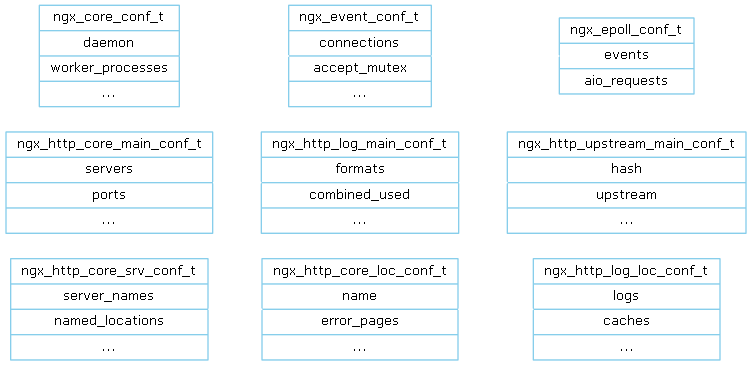 ngx_core_conf_t
daemon
worker_processes
...
ngx_event_conf_t
connections
accept_mutex
...
ngx_epoll_conf_t
events
aio_requests
ngx_http_core_main_conf_t
servers
ports
...
ngx_http_log_main_conf_t
formats
combined_used
...
ngx_http_upstream_main_conf_t
hash
upstream
...
ngx_http_core_srv_conf_t
server_names
named_locations
...
ngx_http_core_loc_conf_t
name
error_pages
...
ngx_http_log_loc_conf_t
logs
caches
...